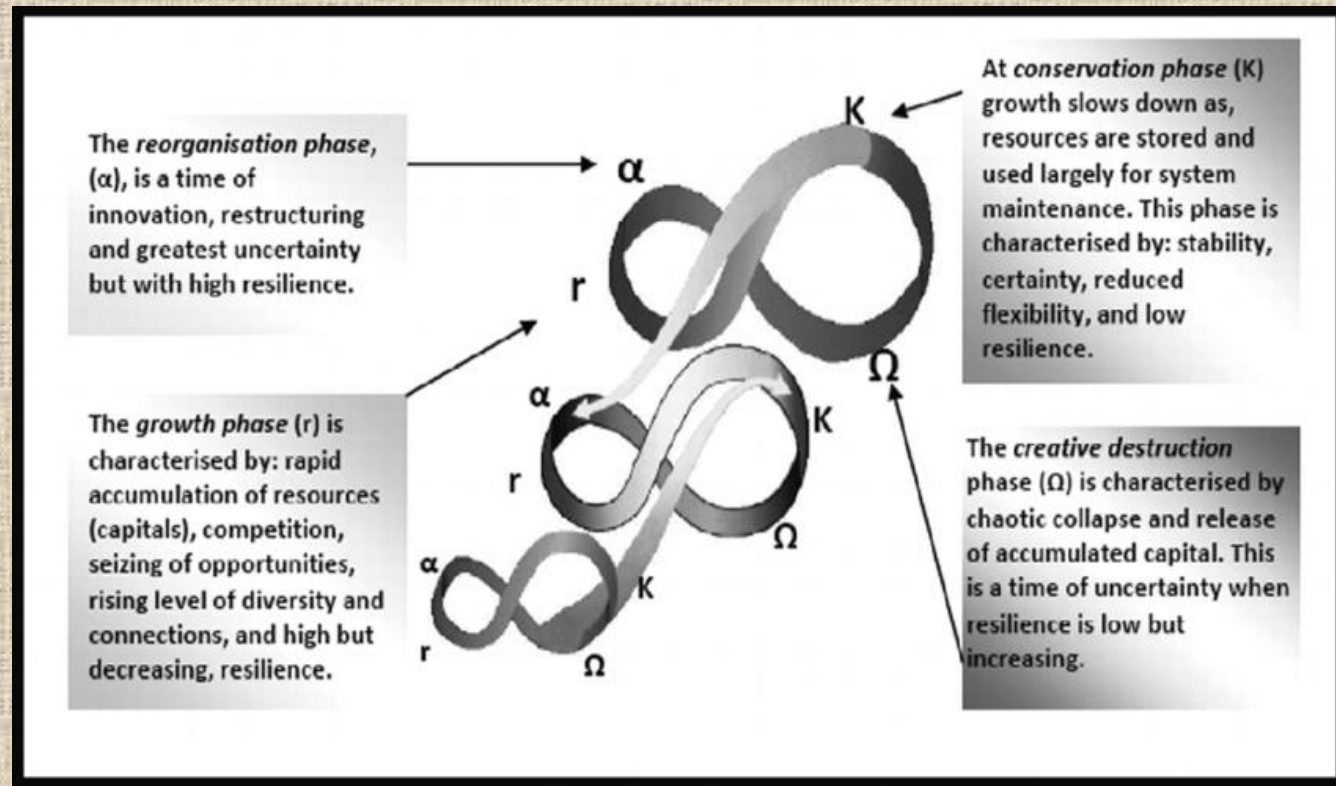 The reorganisation phase,
(α), is a time of
innovation, restructuring
and greatest uncertainty
but with high resilience.
The growth phase (r) is
characterised by: rapid
accumulation of resources
(capitals), competition,
seizing of opportunities,
rising level of diversity and
connections, and high but
decreasing, resilience.
K
α
r
Ω
α
K
r
Ω
α
K
r
Ω
At conservation phase (K)
growth slows down as,
resources are stored and
used largely for system
maintenance. This phase is
characterised by: stability,
certainty, reduced
flexibility, and low
resilience.
The creative destruction
phase (Ω) is characterised by
chaotic collapse and release
of accumulated capital. This
is a time of uncertainty when
resilience is low but
increasing.